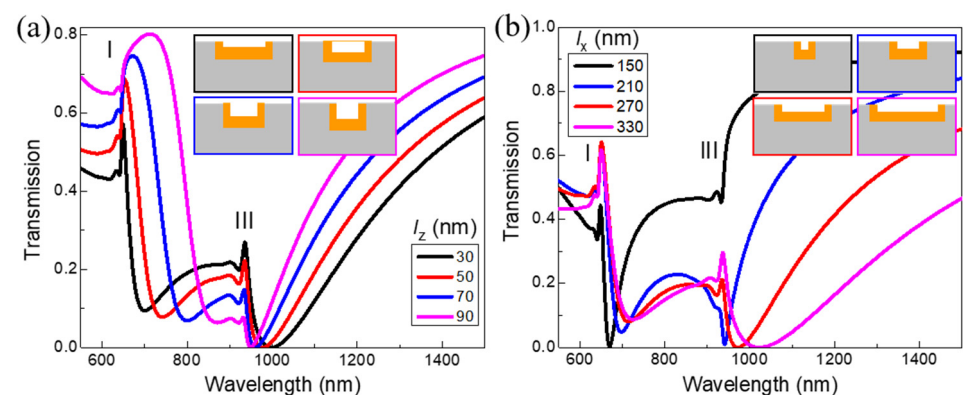 (a)
0.8
0.6
0.4
0.2
0.0
Transmission
I
III
l_z (nm)
30
50
70
90
600 800 1000 1200 1400
Wavelength (nm)
(b)
1.0
0.8
0.6
0.4
0.2
0.0
Transmission
l_x (nm)
150
210
270
330
I
III
600 800 1000 1200 1400
Wavelength (nm)